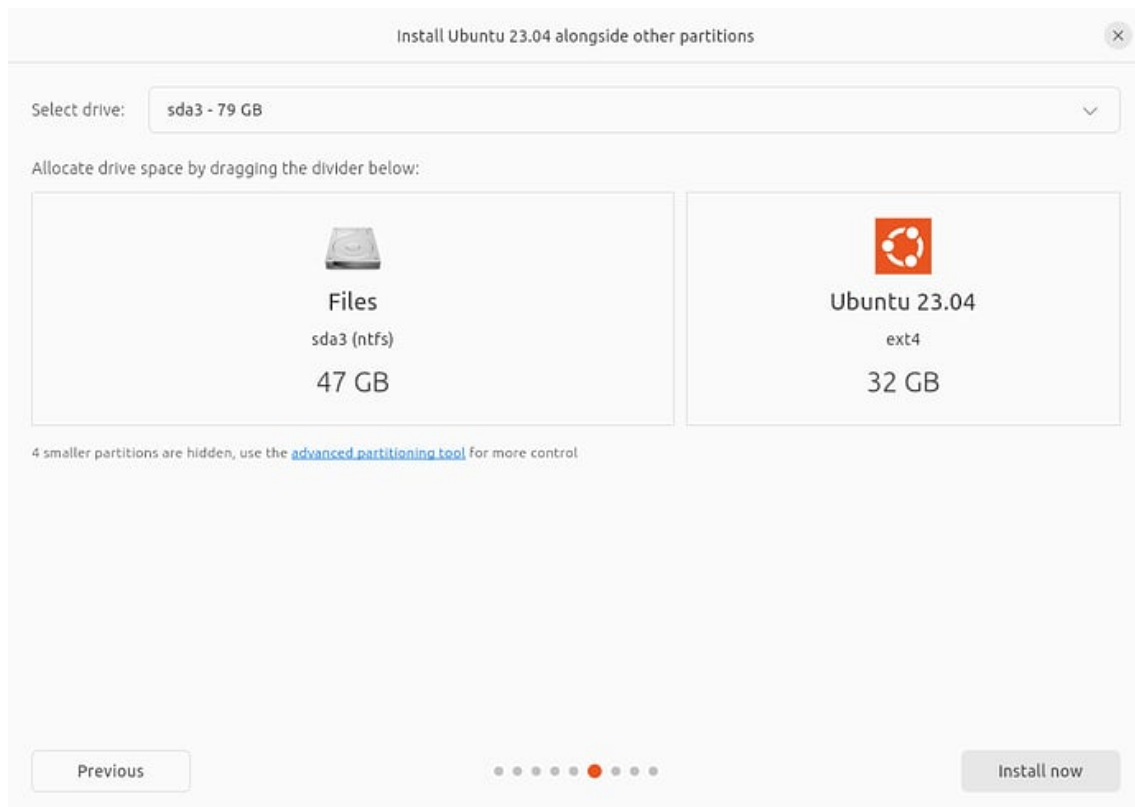 Install Ubuntu 23.04 alongside other partitions
Select drive: sda3 - 79 GB
Allocate drive space by dragging the divider below:
Files
sda3 (ntfs)
47 GB
Ubuntu 23.04
ext4
32 GB
4 smaller partitions are hidden, use the advanced partitioning tool for more control
Previous
Install now